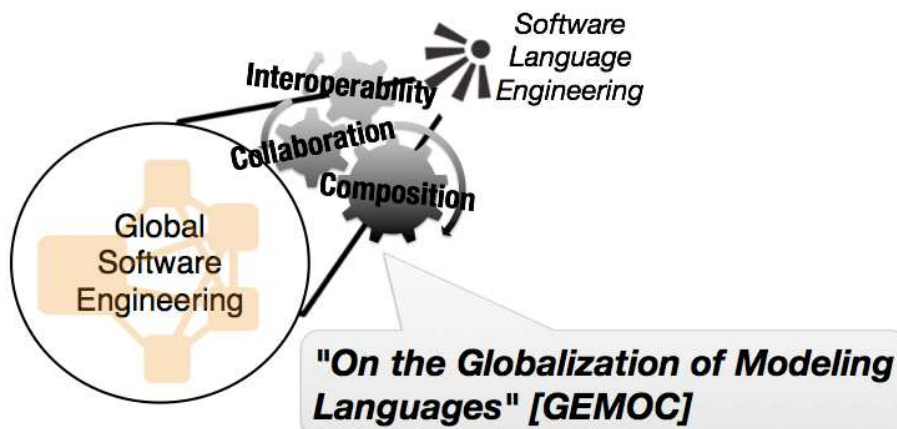 Software
Language
Engineering
Interoperability
Collaboration
Composition
Global
Software
Engineering
"On the Globalization of Modeling
Languages" [GEMOC]